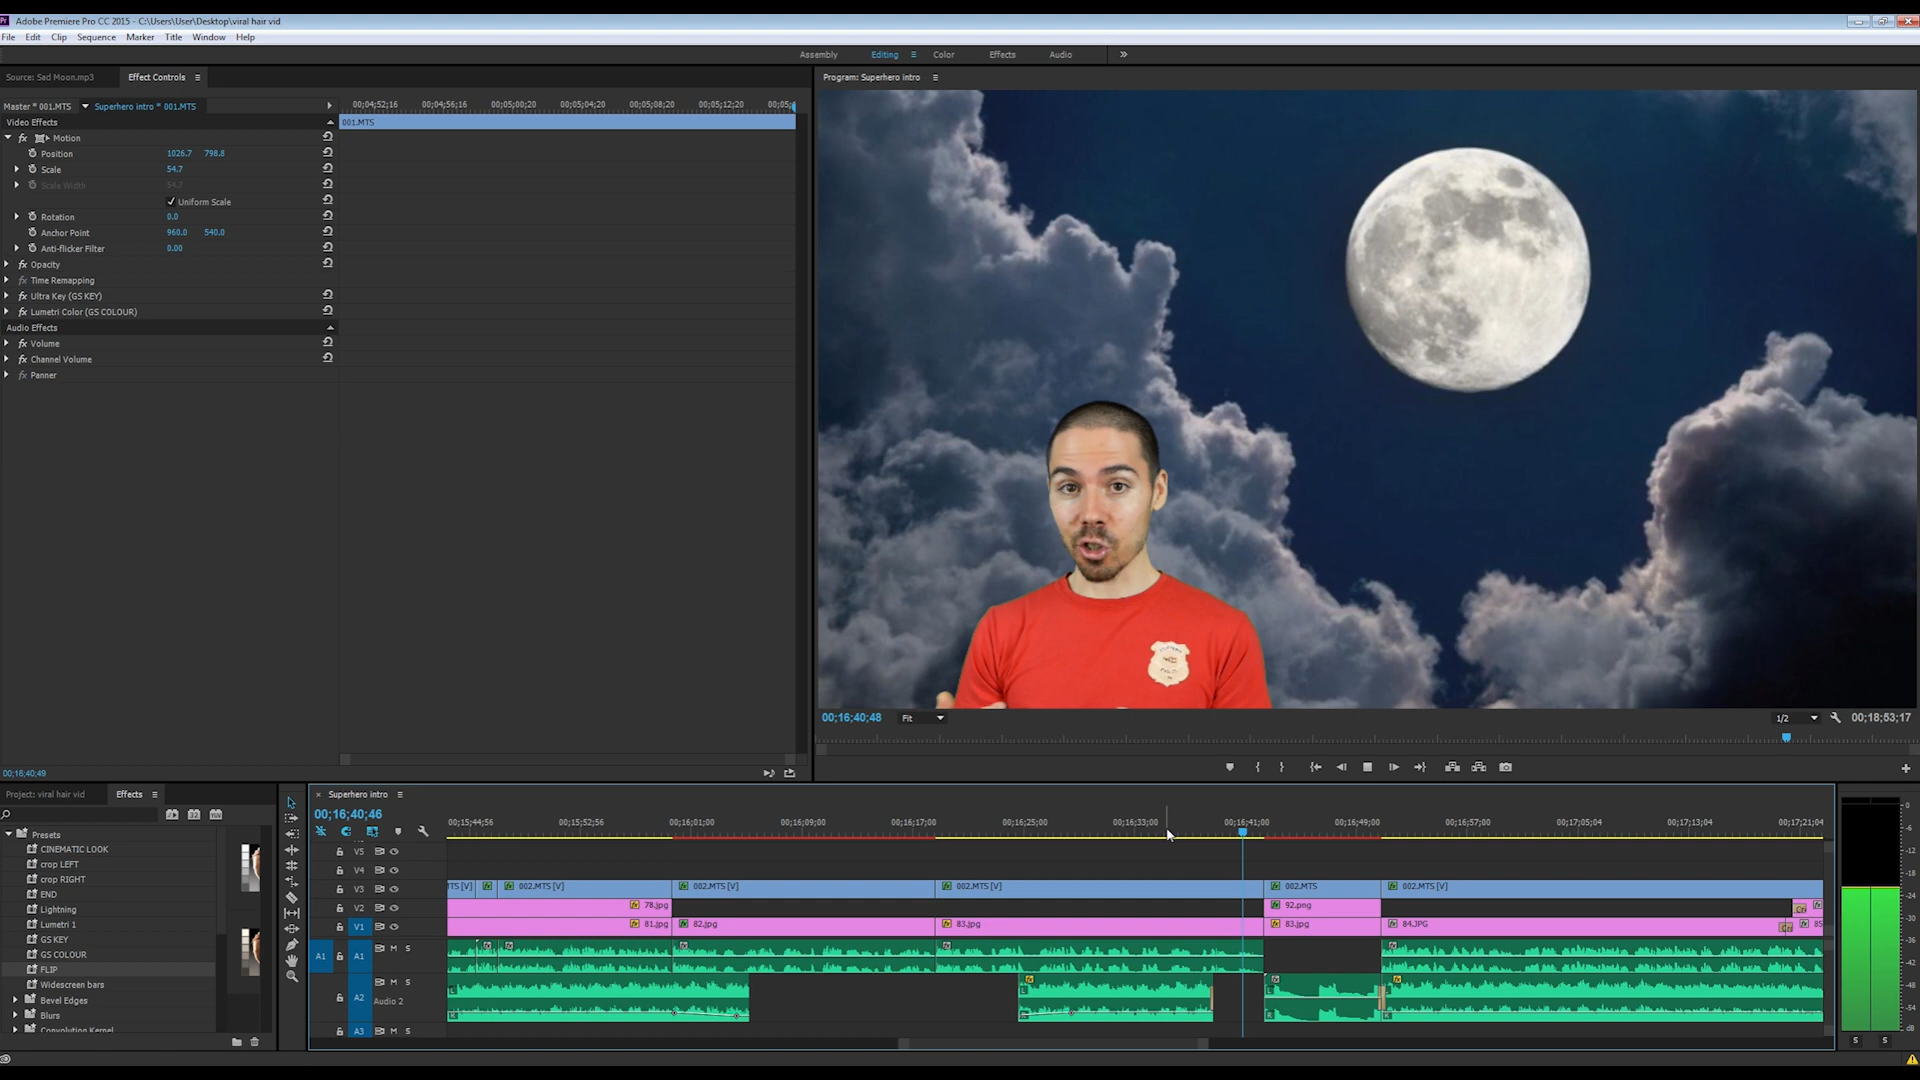 Adobe Premiere Pro CC 2015 - C:\Users\User\Desktop\viral hair vid
File Edit Clip Sequence Marker Title Window Help
Assembly Editing Color Effects Audio
Source: Sad Moon.mp3 Effect Controls
Program: Superhero intro
Master * 001.MTS Superhero intro * 001.MTS
00;04;52;16 00;04;56;16 00;05;00;20 00;05;04;20 00;05;08;20 00;05;12;20 00;05;
Video Effects
001.MTS
fx Motion
Position 1026.7 798.8
Scale 54.7
Scale Width 54.7
Uniform Scale
Rotation 0.0
Anchor Point 960.0 540.0
Anti-flicker Filter 0.00
fx Opacity
fx Time Remapping
fx Ultra Key (GS KEY)
fx Lumetri Color (GS COLOUR)
Audio Effects
fx Volume
fx Channel Volume
fx Panner
00;16;40;48 Fit 1/2 00;18;53;17
00;16;40;49
Project: viral hair vid Effects
Superhero intro
00;16;40;46
00;15;44;56 00;15;52;56 00;16;01;00 00;16;09;00 00;16;17;00 00;16;25;00 00;16;33;00 00;16;41;00 00;16;49;00 00;16;57;00 00;17;05;04 00;17;13;04 00;17;21;04
Presets
CINEMATIC LOOK
crop LEFT
crop RIGHT
END
Lightning
Lumetri 1
GS KEY
GS COLOUR
FLIP
Widescreen bars
Bevel Edges
Blurs
Convolution Kernel
V5
V4
V3 TS [V] 002.MTS [V] 002.MTS [V] 002.MTS [V] 002.MTS 002.MTS [V]
V2 78.jpg 92.png
V1 81.jpg 82.jpg 83.jpg 83.jpg 84.JPG 85
A1 A1 M S
A2 M S
Audio 2
A3 M S
0
-6
-12
-18
-24
-30
-36
-42
-48
-54
dB
S S